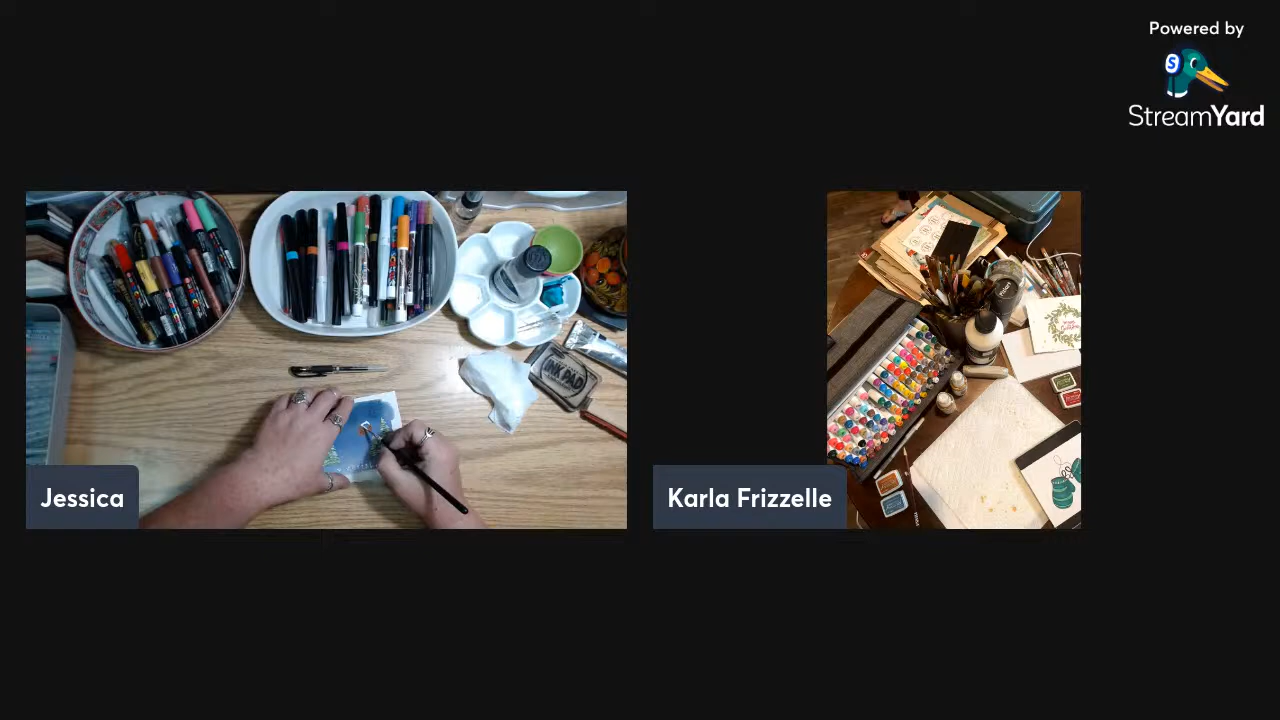 Powered by
S
StreamYard
INK PAD
Jessica
Karla Frizzelle